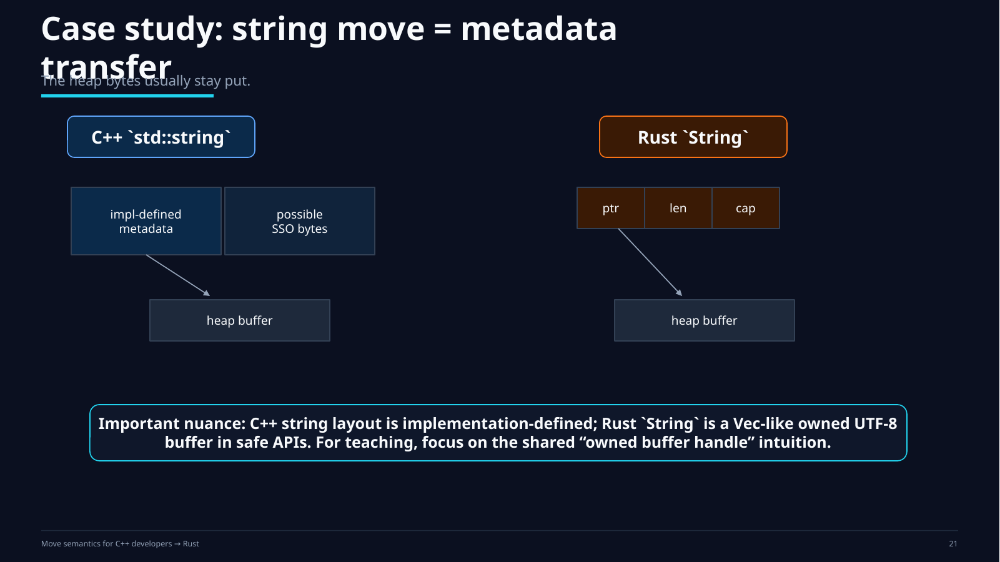 Case study: string move = metadata
transfer
The heap bytes usually stay put.
C++ `std::string`
Rust `String`
impl-defined
metadata
possible
SSO bytes
ptr
len
cap
heap buffer
heap buffer
Important nuance: C++ string layout is implementation-defined; Rust `String` is a Vec-like owned UTF-8
buffer in safe APIs. For teaching, focus on the shared “owned buffer handle” intuition.
Move semantics for C++ developers → Rust
21